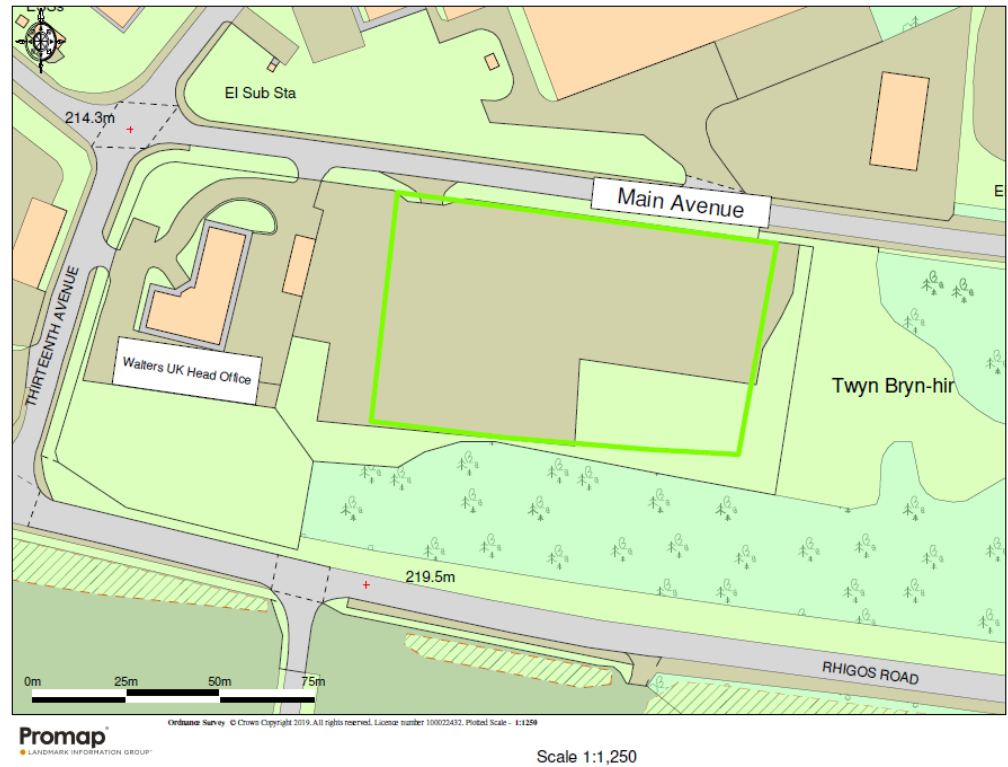 El Sub Sta
214.3m
Main Avenue
E
THIRTEENTH AVENUE
Walters UK Head Office
Twyn Bryn-hir
219.5m
RHIGOS ROAD
0m 25m 50m 75m
Ordnance Survey © Crown Copyright 2019. All rights reserved. Licence number 100022432. Plotted Scale - 1:1250
Promap
LANDMARK INFORMATION GROUP
Scale 1:1,250